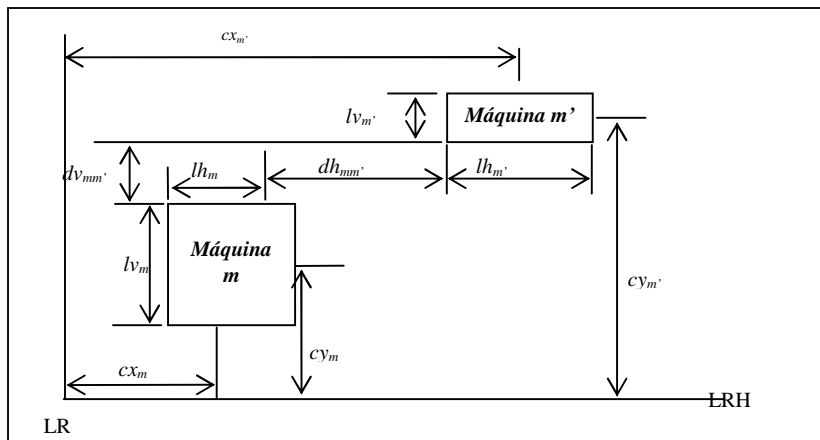 cxm'
lvm'
Máquina m'
dvmm'
lhm
dhmm'
lhm'
lvm
Máquina
m
cym'
cym
cxm
LRH
LR